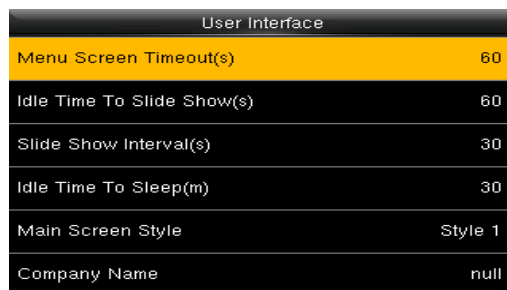 User Interface
Menu Screen Timeout(s) 60
Idle Time To Slide Show(s) 60
Slide Show Interval(s) 30
Idle Time To Sleep(m) 30
Main Screen Style Style 1
Company Name null